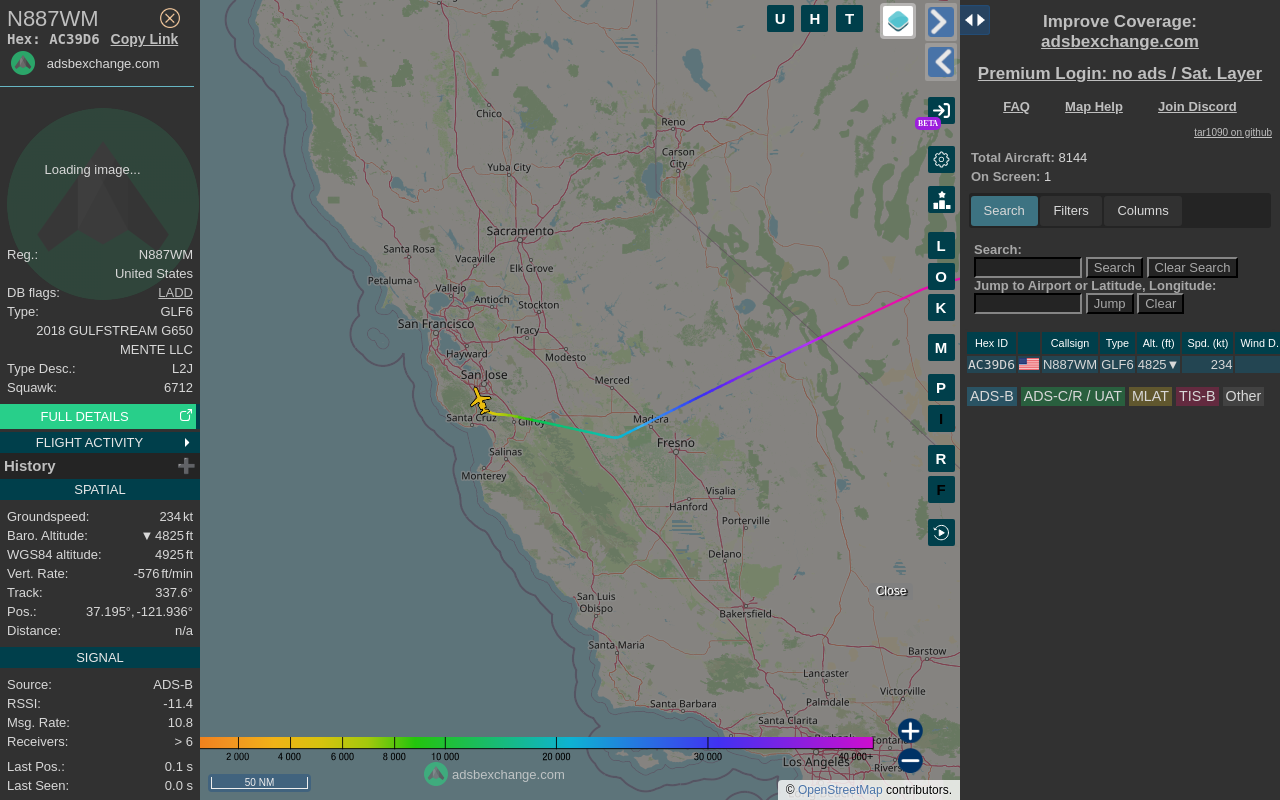 N887WM
Hex: AC39D6 Copy Link
adsbexchange.com
Loading image...
Reg.: N887WM
United States
DB flags: LADD
Type: GLF6
2018 GULFSTREAM G650
MENTE LLC
Type Desc.: L2J
Squawk: 6712
FULL DETAILS
FLIGHT ACTIVITY
History
SPATIAL
Groundspeed: 234 kt
Baro. Altitude: ▼ 4825 ft
WGS84 altitude: 4925 ft
Vert. Rate: -576 ft/min
Track: 337.6°
Pos.: 37.195°, -121.936°
Distance: n/a
SIGNAL
Source: ADS-B
RSSI: -11.4
Msg. Rate: 10.8
Receivers: > 6
Last Pos.: 0.1 s
Last Seen: 0.0 s
U H T
BETA
L
O
K
M
P
I
R
F
Chico
Reno
Carson
City
Yuba City
Sacramento
Santa Rosa
Vacaville
Elk Grove
Petaluma
Vallejo
Antioch
Stockton
San Francisco
Tracy
Hayward
Modesto
San Jose
Merced
Santa Cruz
Gilroy
Madera
Fresno
Salinas
Monterey
Visalia
Hanford
Porterville
Delano
Close
San Luis
Obispo
Bakersfield
Santa Maria
Barstow
Lancaster
Victorville
Palmdale
Santa Barbara
Santa Clarita
Los Angeles
2 000 4 000 6 000 8 000 10 000 20 000 30 000 40 000+
50 NM
adsbexchange.com
© OpenStreetMap contributors.
Improve Coverage:
adsbexchange.com
Premium Login: no ads / Sat. Layer
FAQ Map Help Join Discord
tar1090 on github
Total Aircraft: 8144
On Screen: 1
Search Filters Columns
Search:
Search Clear Search
Jump to Airport or Latitude, Longitude:
Jump Clear
Hex ID Callsign Type Alt. (ft) Spd. (kt) Wind D.
AC39D6 N887WM GLF6 4825▼ 234
ADS-B ADS-C/R / UAT MLAT TIS-B Other